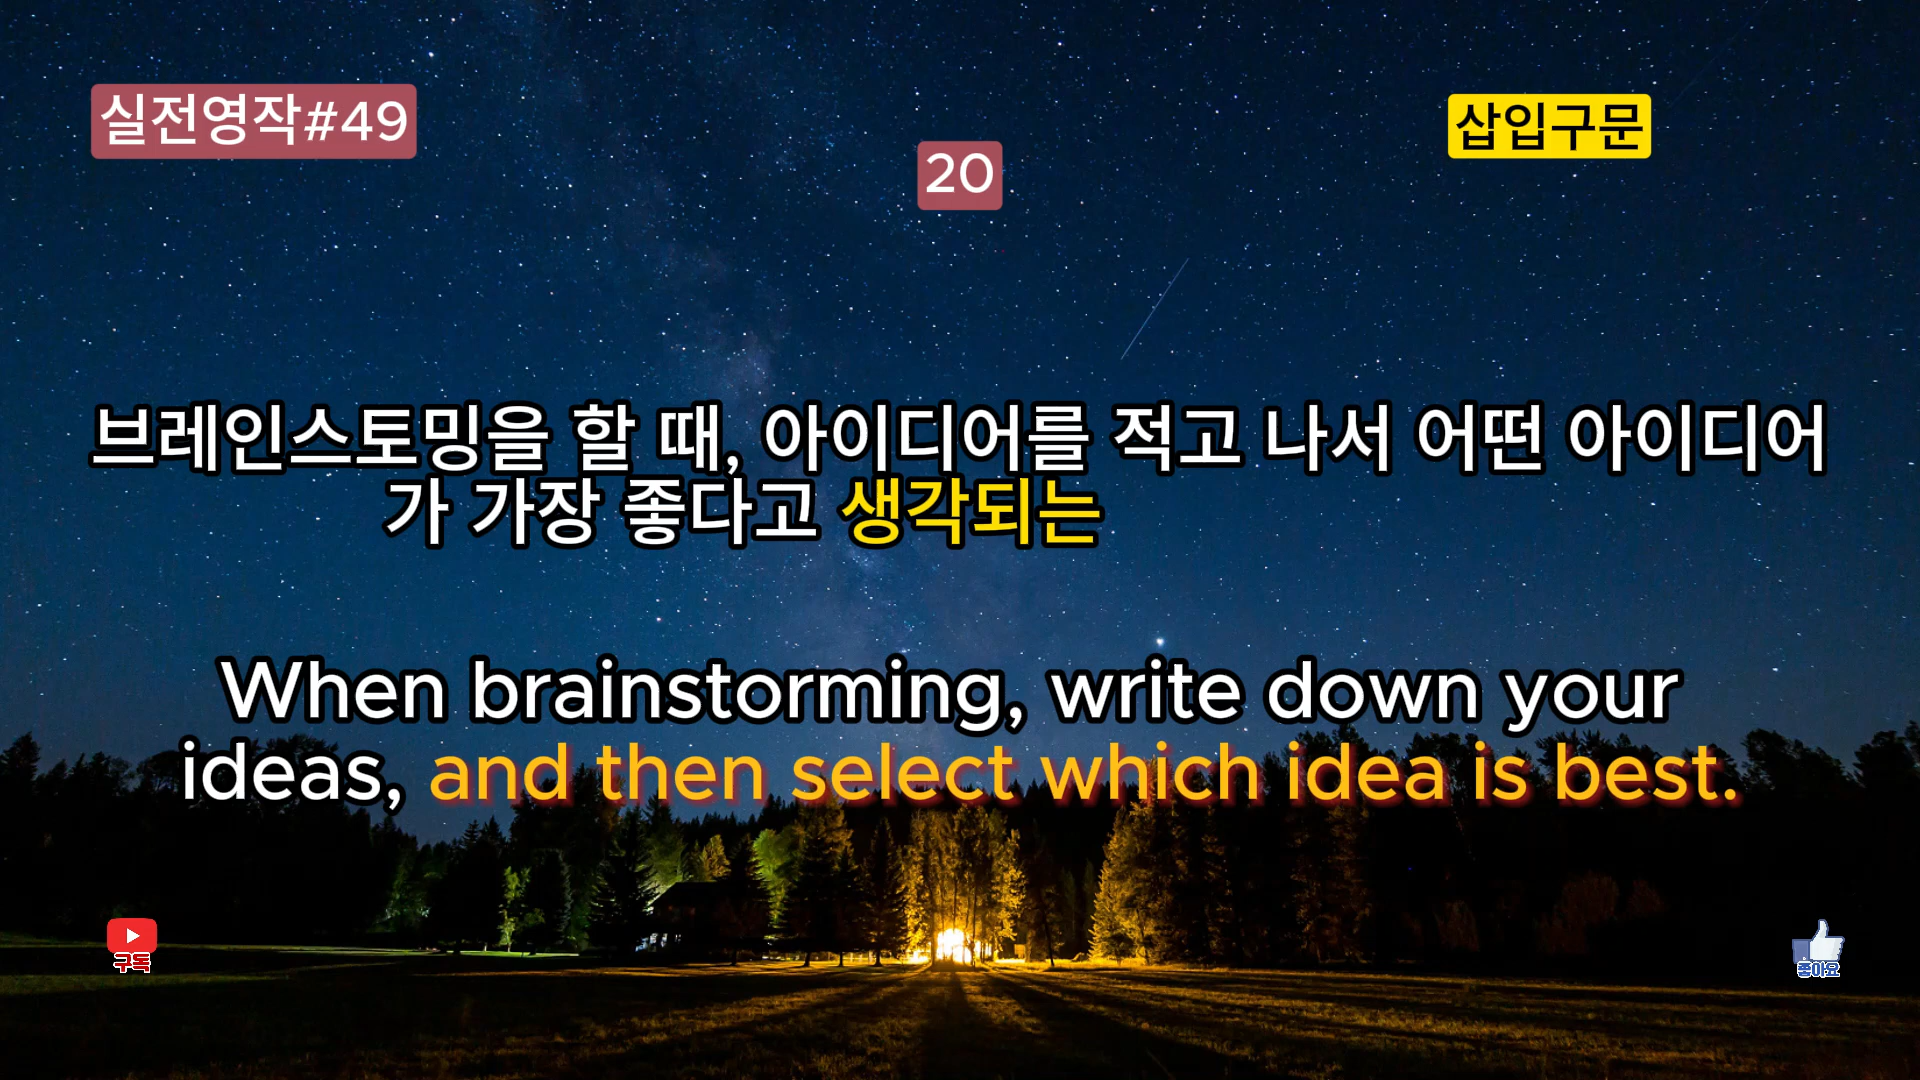 실전영작#49
삽입구문
20
브레인스토밍을 할 때, 아이디어를 적고 나서 어떤 아이디어
가 가장 좋다고 생각되는
When brainstorming, write down your
ideas, and then select which idea is best.
구독
좋아요